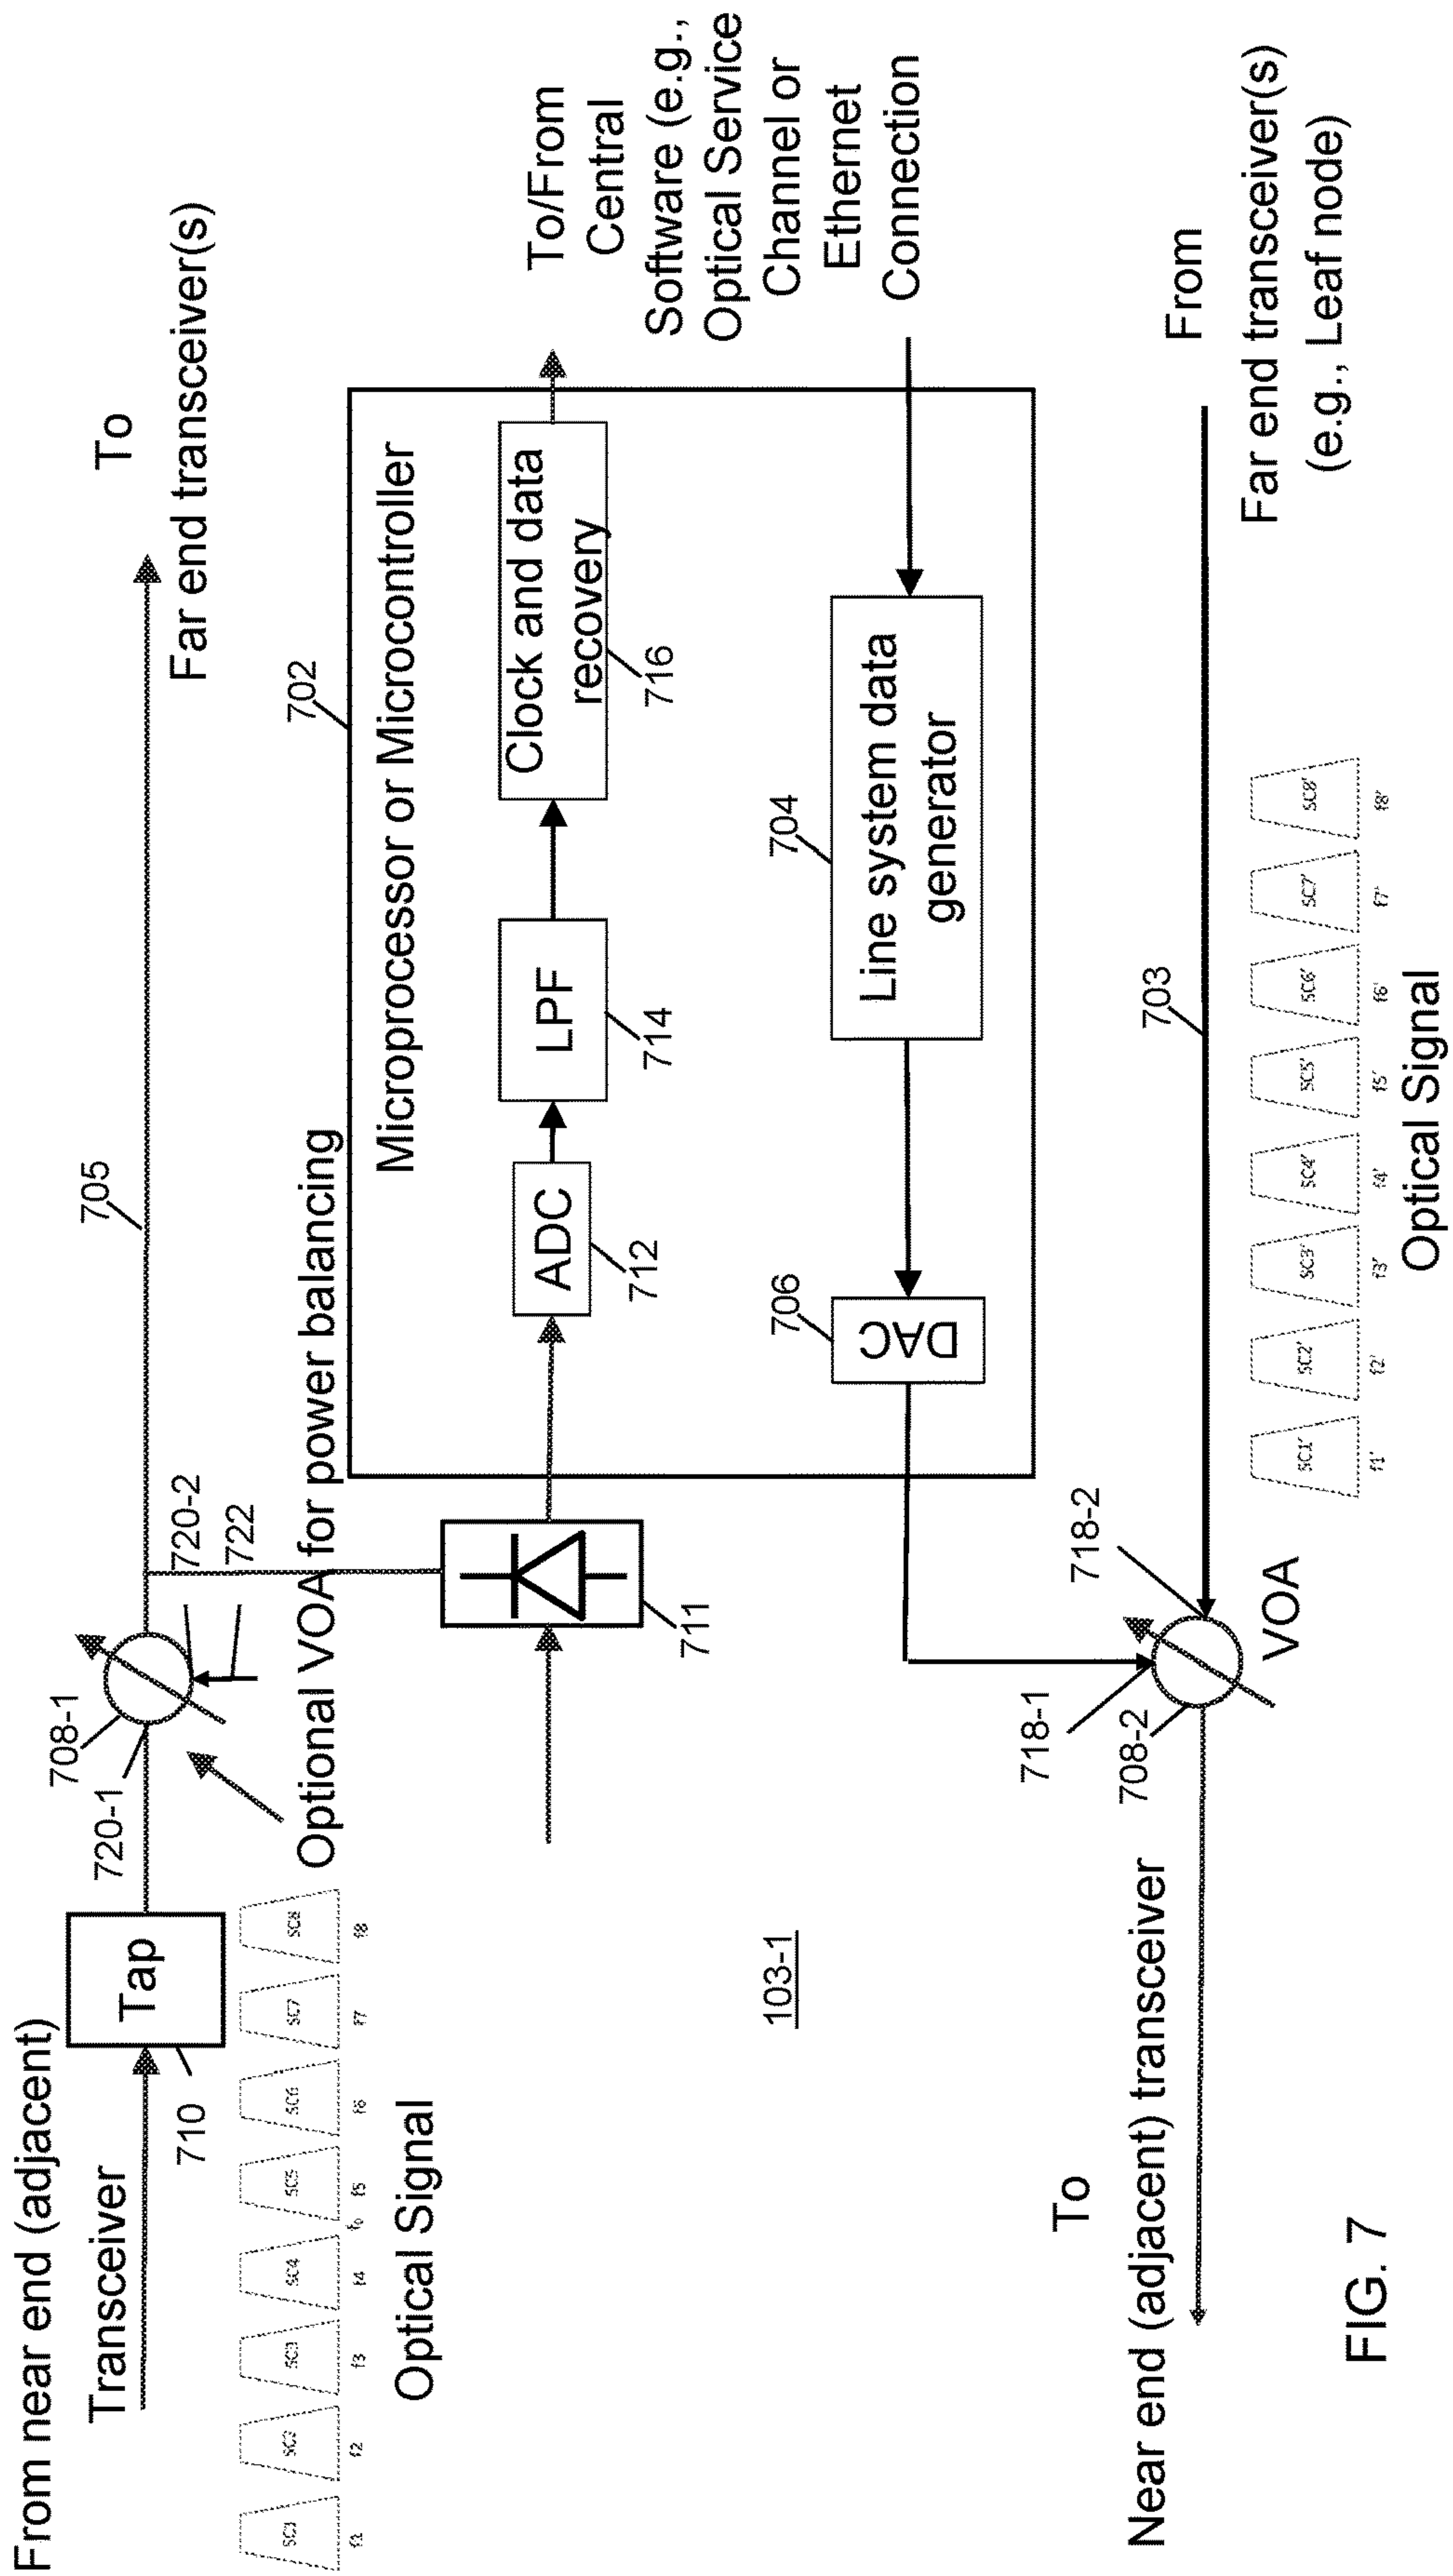 From near end (adjacent)
Transceiver
710
Tap
720-1
708-1
720-2
722
705
To
Far end transceiver(s)
SC1
SC2
SC3
SC4
SC5
SC6
SC7
SC8
f1
f2
f3
f4
f0
f5
f6
f7
f8
Optical Signal
Optional VOA for power balancing
702
Microprocessor or Microcontroller
711
ADC
712
LPF
714
Clock and data
recovery
716
To/From
Central
Software (e.g.,
Optical Service
Channel or
Ethernet
Connection
103-1
706
DAC
704
Line system data
generator
To
Near end (adjacent) transceiver
718-1
708-2
718-2
VOA
703
From
Far end transceiver(s)
(e.g., Leaf node)
SC1'
SC2'
SC3'
SC4'
SC5'
SC6'
SC7'
SC8'
f1'
f2'
f3'
f4'
f5'
f6'
f7'
f8'
Optical Signal
FIG. 7